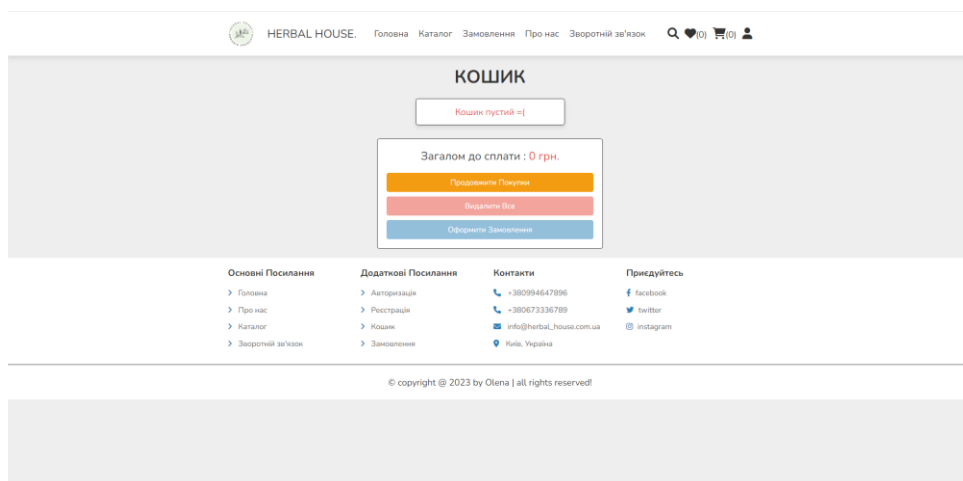 HERBAL HOUSE. Головна Каталог Замовлення Про нас Зворотній зв'язок (0) (0)
КОШИК
Кошик пустий =(
Загалом до сплати : 0 грн.
Продовжити Покупки
Видалити Все
Оформити Замовлення
Основні Посилання Додаткові Посилання Контакти Приєдуйтесь
Головна Авторизація +380994647896 facebook
Про нас Реєстрація +380673336789 twitter
Каталог Кошик info@herbal_house.com.ua instagram
Зворотній зв'язок Замовлення Київ, Україна
© copyright @ 2023 by Olena | all rights reserved!